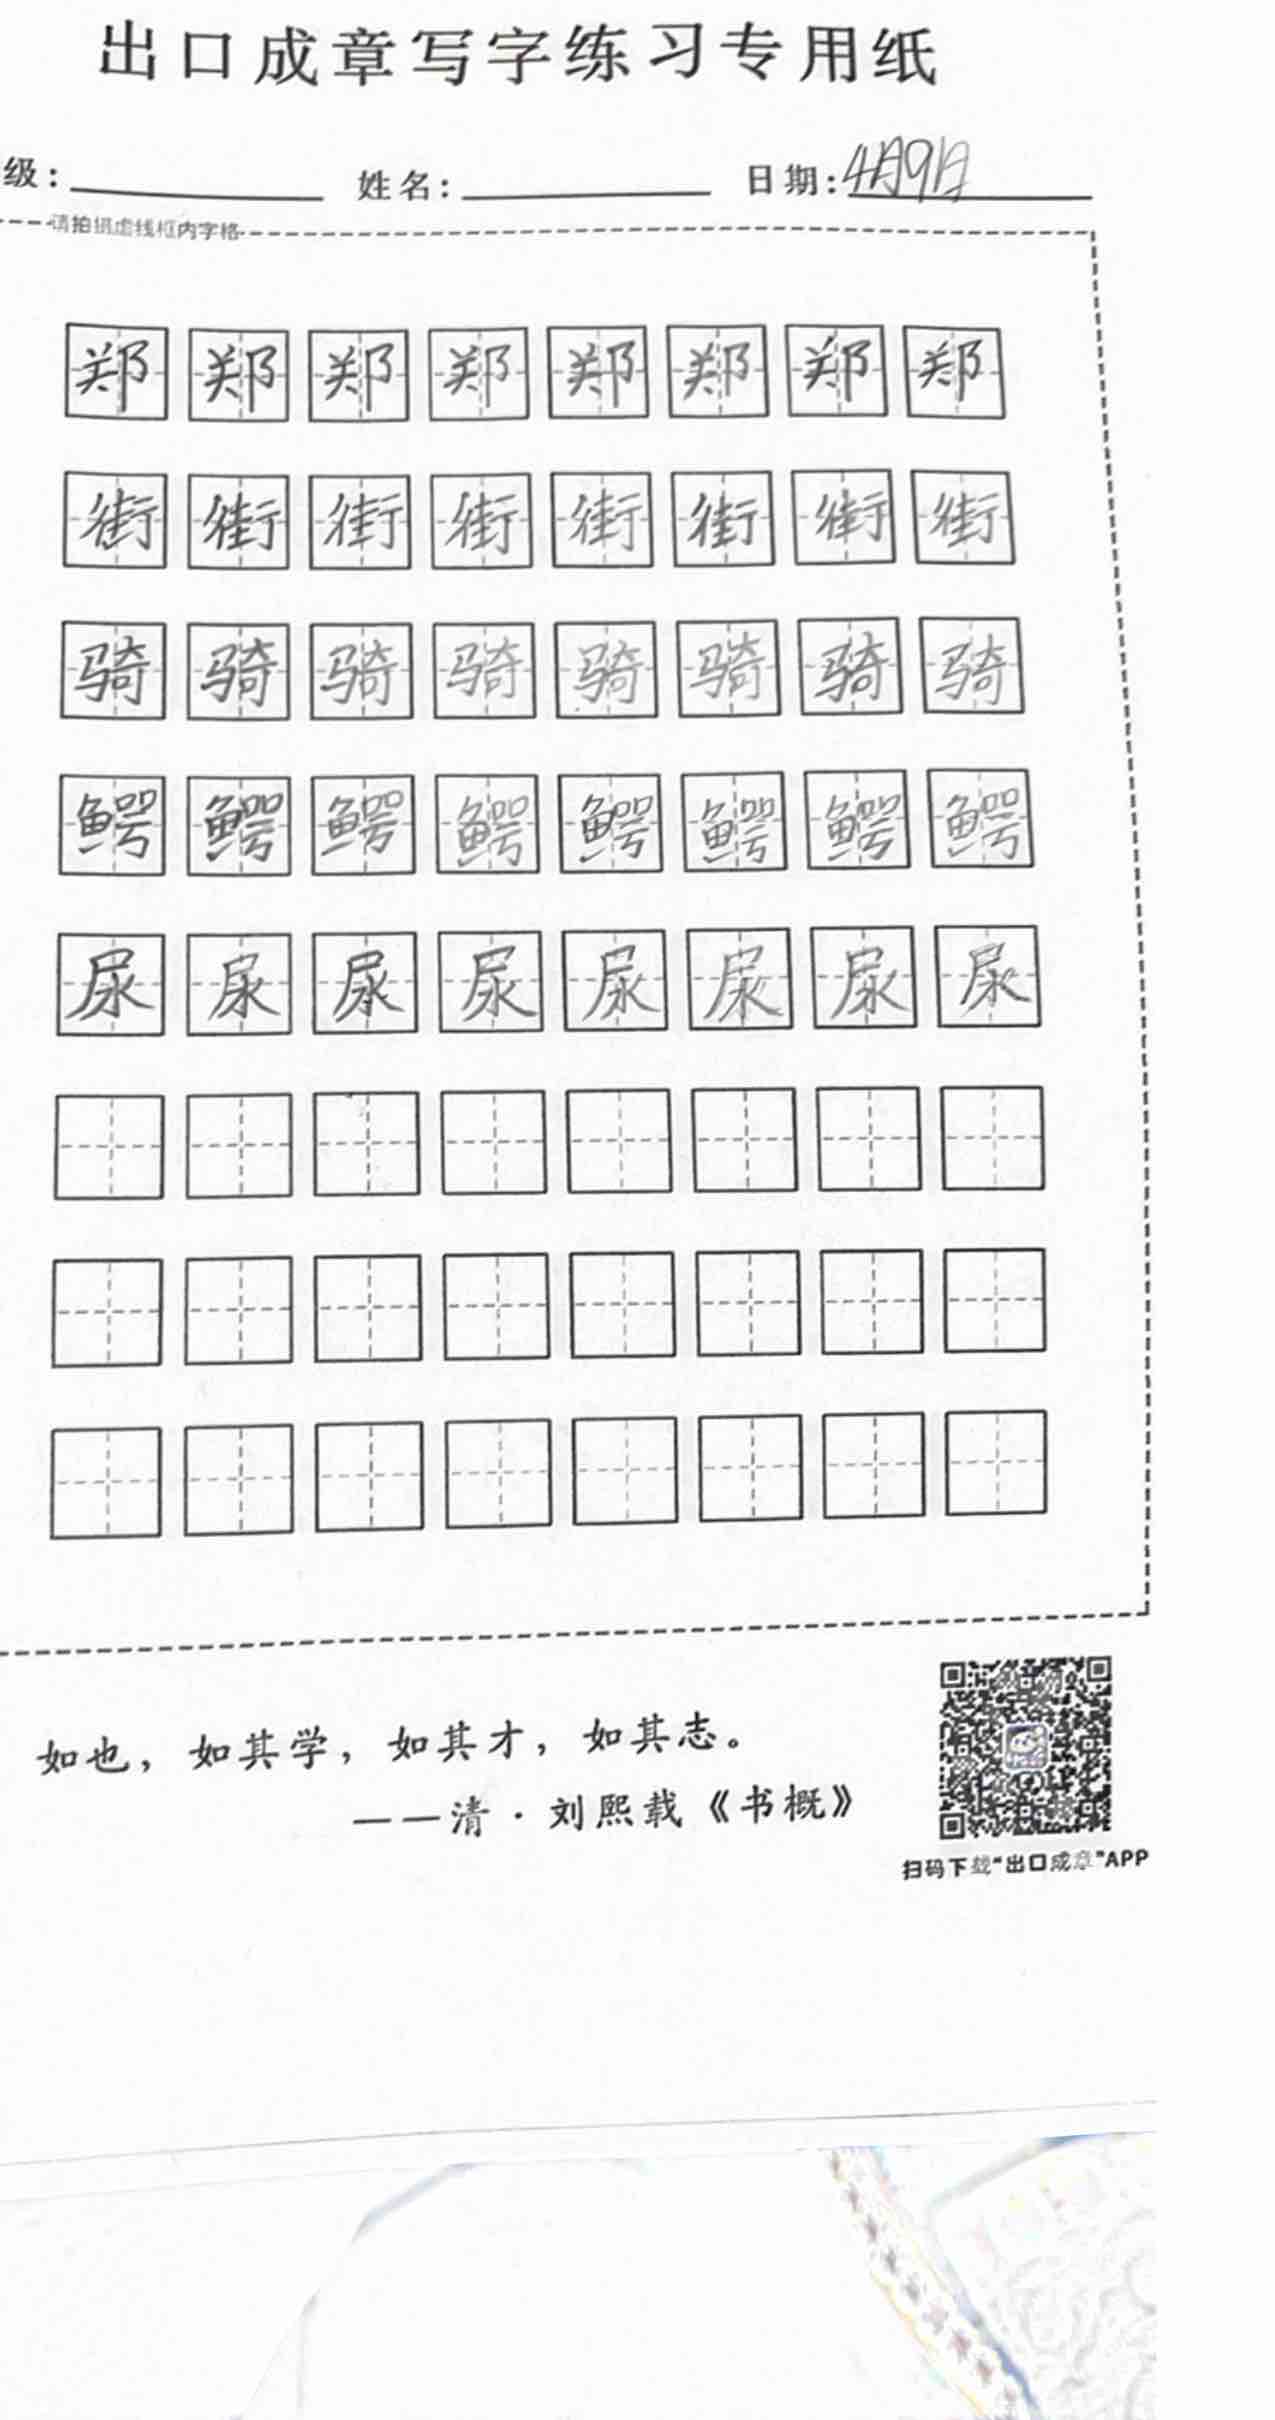 出口成章写字练习专用纸
级: 姓名: 日期: 4月9日
请拍摄虚线框内字格
郑 郑 郑 郑 郑 郑 郑 郑
街 街 街 街 街 街 街 街
骑 骑 骑 骑 骑 骑 骑 骑
鳄 鳄 鳄 鳄 鳄 鳄 鳄 鳄
尿 尿 尿 尿 尿 尿 尿 尿
如也，如其学，如其才，如其志。
——清·刘熙载《书概》
扫码下载“出口成章”APP